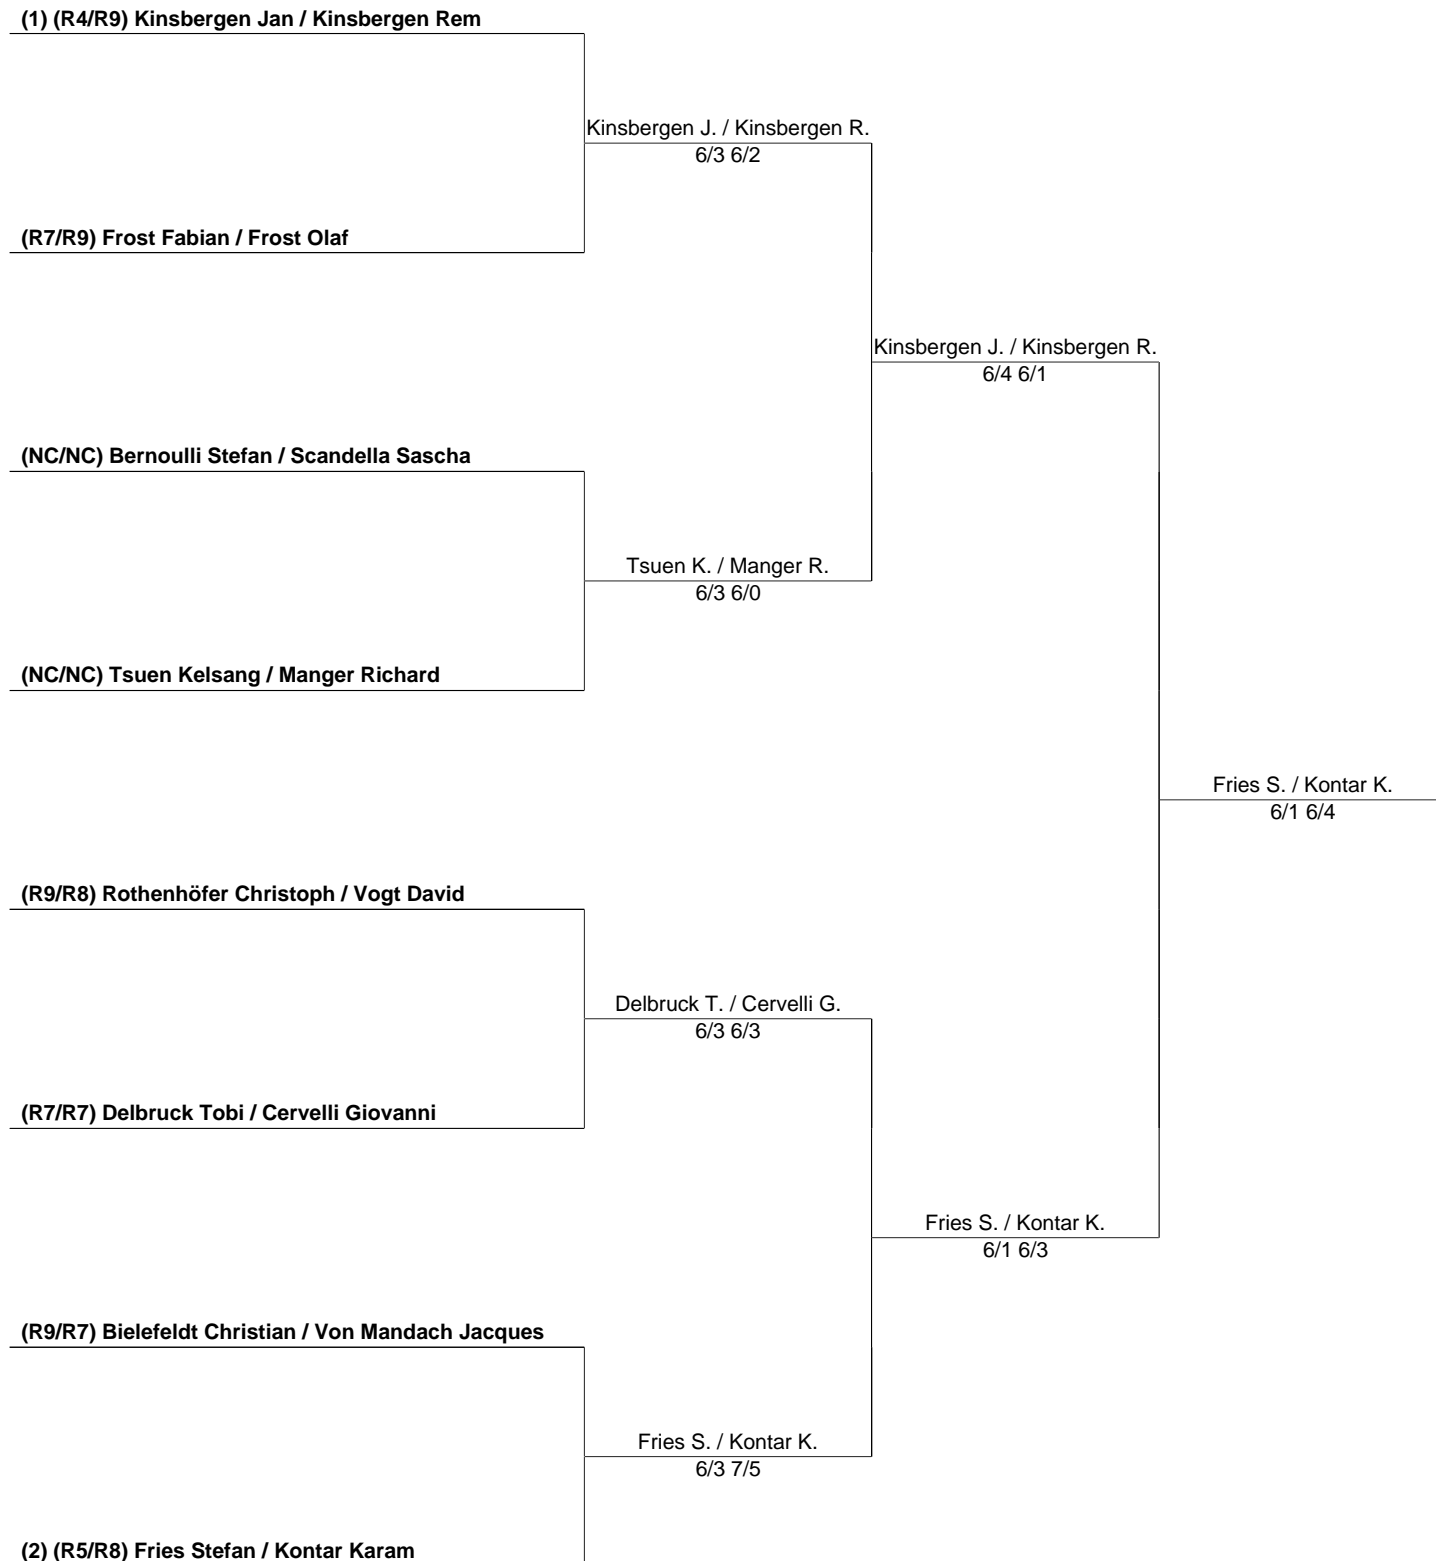 (1) (R4/R9) Kinsbergen Jan / Kinsbergen Rem
Kinsbergen J. / Kinsbergen R.
6/3 6/2
(R7/R9) Frost Fabian / Frost Olaf
Kinsbergen J. / Kinsbergen R.
6/4 6/1
(NC/NC) Bernoulli Stefan / Scandella Sascha
Tsuen K. / Manger R.
6/3 6/0
(NC/NC) Tsuen Kelsang / Manger Richard
Fries S. / Kontar K.
6/1 6/4
(R9/R8) Rothenhöfer Christoph / Vogt David
Delbruck T. / Cervelli G.
6/3 6/3
(R7/R7) Delbruck Tobi / Cervelli Giovanni
Fries S. / Kontar K.
6/1 6/3
(R9/R7) Bielefeldt Christian / Von Mandach Jacques
Fries S. / Kontar K.
6/3 7/5
(2) (R5/R8) Fries Stefan / Kontar Karam